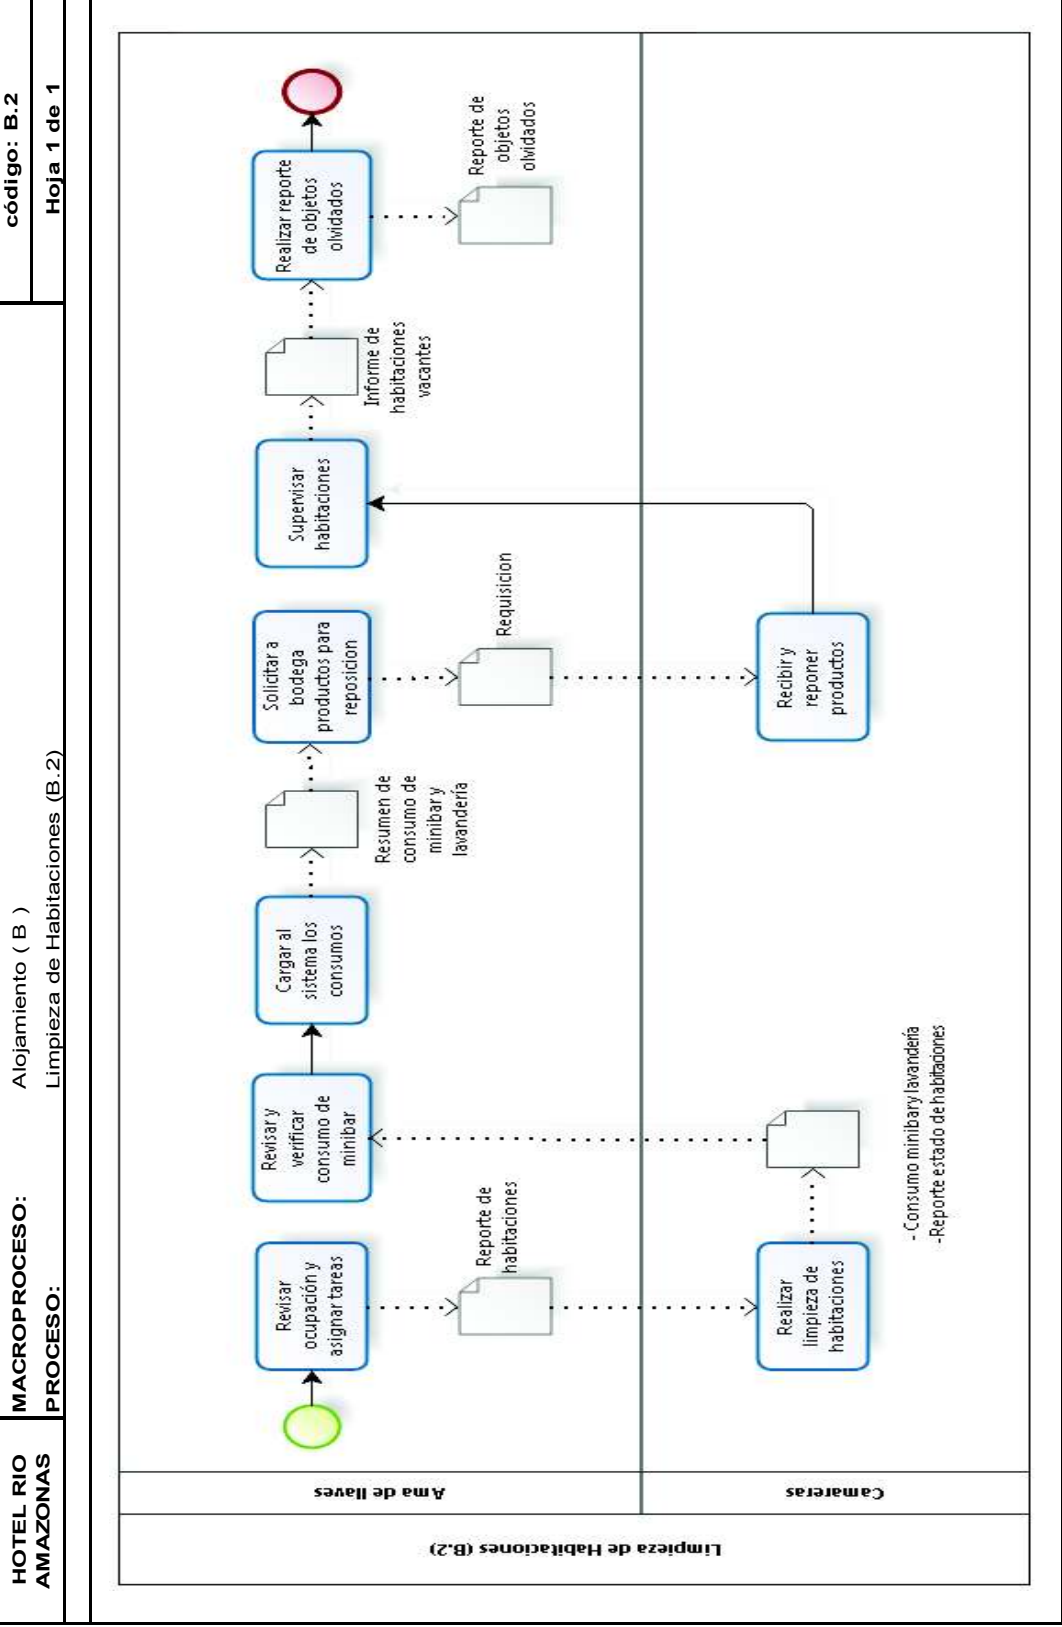 HOTEL RIO
AMAZONAS
MACROPROCESO:
Alojamiento ( B )
código: B.2
PROCESO:
Limpieza de Habitaciones (B.2)
Hoja 1 de 1
Limpieza de Habitaciones (B.2)
Ama de llaves
Revisar
ocupación y
asignar tareas
Reporte de
habitaciones
Revisar y
verificar
consumo de
minibar
Cargar al
sistema los
consumos
Resumen de
consumo de
minibar y
lavandería
Solicitar a
bodega
productos para
reposicion
Requisicion
Supervisar
habitaciones
Informe de
habitaciones
vacantes
Realizar reporte
de objetos
olvidados
Reporte de
objetos
olvidados
Camareras
Realizar
limpieza de
habitaciones
- Consumo minibar y lavandería
-Reporte estado de habitaciones
Recibir y
reponer
productos